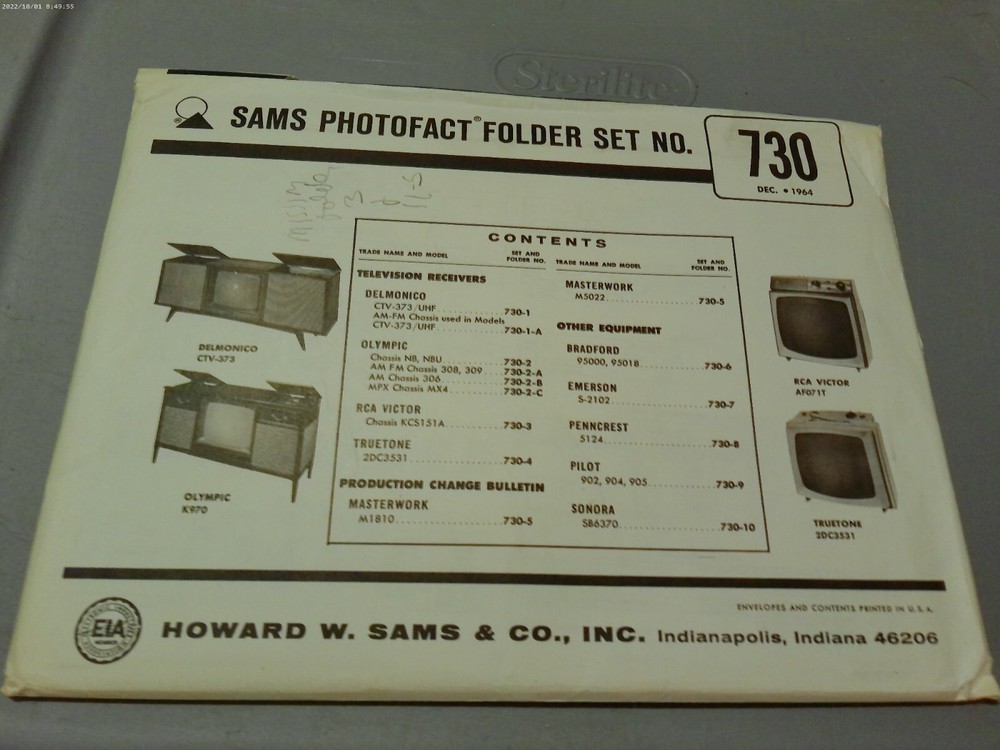 2022/10/01 8:49:55
Sterilite
SAMS PHOTOFACT® FOLDER SET NO.
730
DEC. • 1964
missing
folders
3
6
11-5
CONTENTS
TRADE NAME AND MODEL SET AND FOLDER NO.
TELEVISION RECEIVERS
DELMONICO
CTV-373/UHF 730-1
AM-FM Chassis used in Models
CTV-373/UHF 730-1-A
OLYMPIC
Chassis NB, NBU 730-2
AM FM Chassis 308, 309 730-2-A
AM Chassis 306 730-2-B
MPX Chassis MX4 730-2-C
RCA VICTOR
Chassis KCS151A 730-3
TRUETONE
2DC3531 730-4
PRODUCTION CHANGE BULLETIN
MASTERWORK
M1810 730-5
TRADE NAME AND MODEL SET AND FOLDER NO.
MASTERWORK
M5022 730-5
OTHER EQUIPMENT
BRADFORD
95000, 95018 730-6
EMERSON
S-2102 730-7
PENNCREST
5124 730-8
PILOT
902, 904, 905 730-9
SONORA
SB6370 730-10
DELMONICO
CTV-373
OLYMPIC
K970
RCA VICTOR
AF071T
TRUETONE
2DC3531
ENVELOPES AND CONTENTS PRINTED IN U.S.A.
EIA
MEMBER
HOWARD W. SAMS & CO., INC. Indianapolis, Indiana 46206